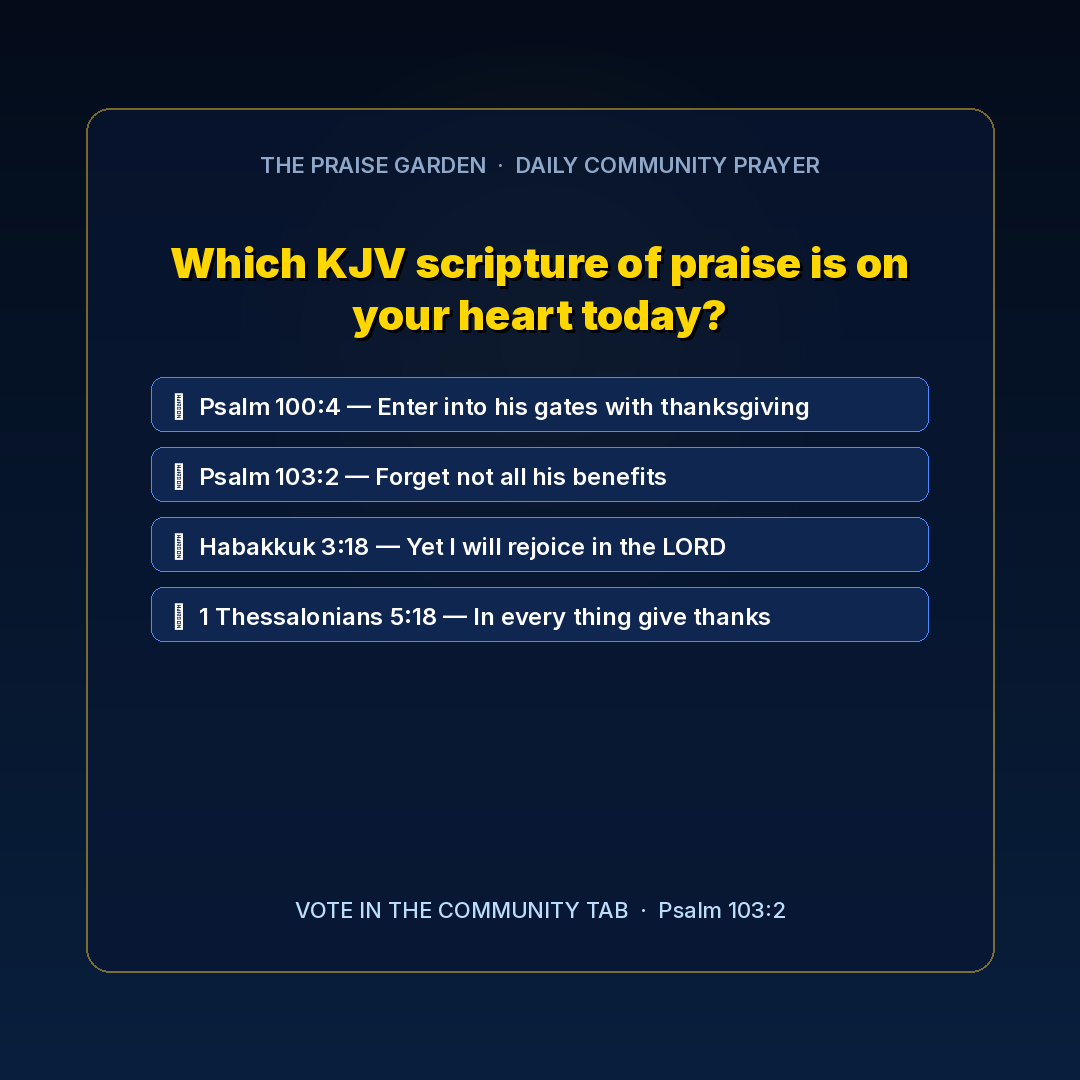 THE PRAISE GARDEN · DAILY COMMUNITY PRAYER
Which KJV scripture of praise is on
your heart today?
Psalm 100:4 — Enter into his gates with thanksgiving
Psalm 103:2 — Forget not all his benefits
Habakkuk 3:18 — Yet I will rejoice in the LORD
1 Thessalonians 5:18 — In every thing give thanks
VOTE IN THE COMMUNITY TAB · Psalm 103:2